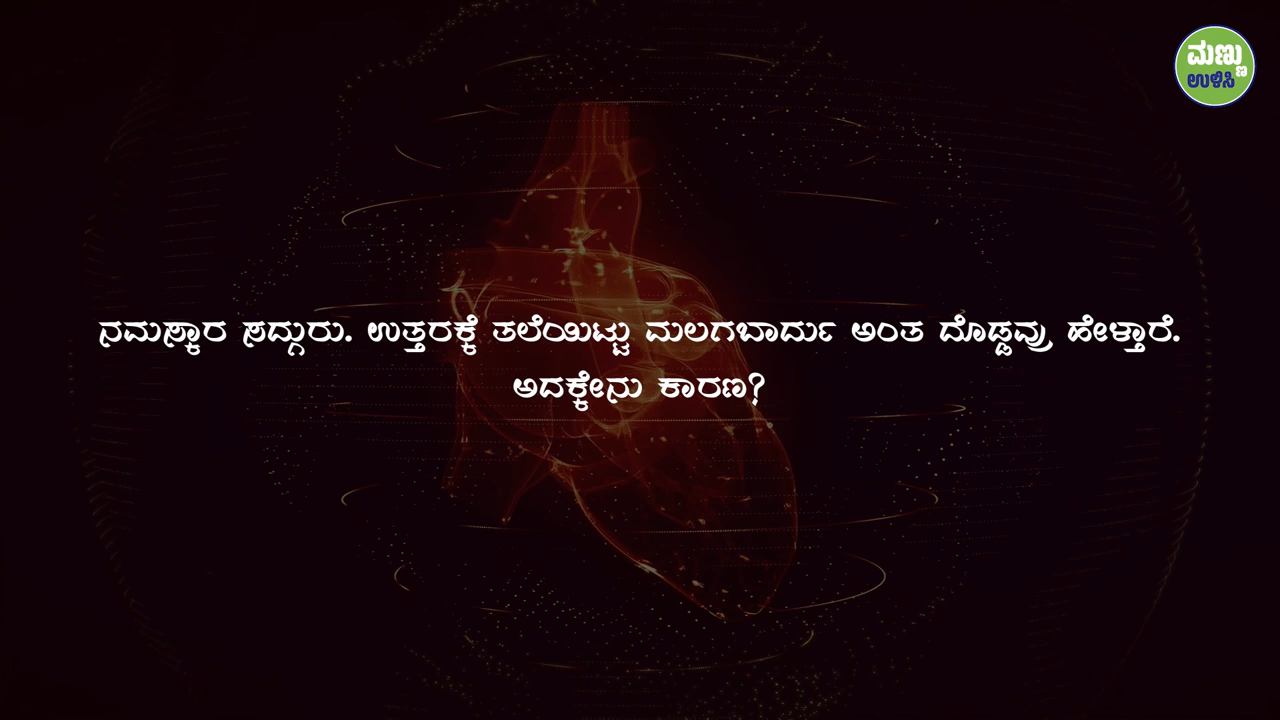 ಮಣ್ಣು
ಉಳಿಸಿ
ನಮಸ್ಕಾರ ಸದ್ಗುರು. ಉತ್ತರಕ್ಕೆ ತಲೆಯಿಟ್ಟು ಮಲಗಬಾರ್ದು ಅಂತ ದೊಡ್ಡವ್ರು ಹೇಳ್ತಾರೆ.
ಅದಕ್ಕೇನು ಕಾರಣ?